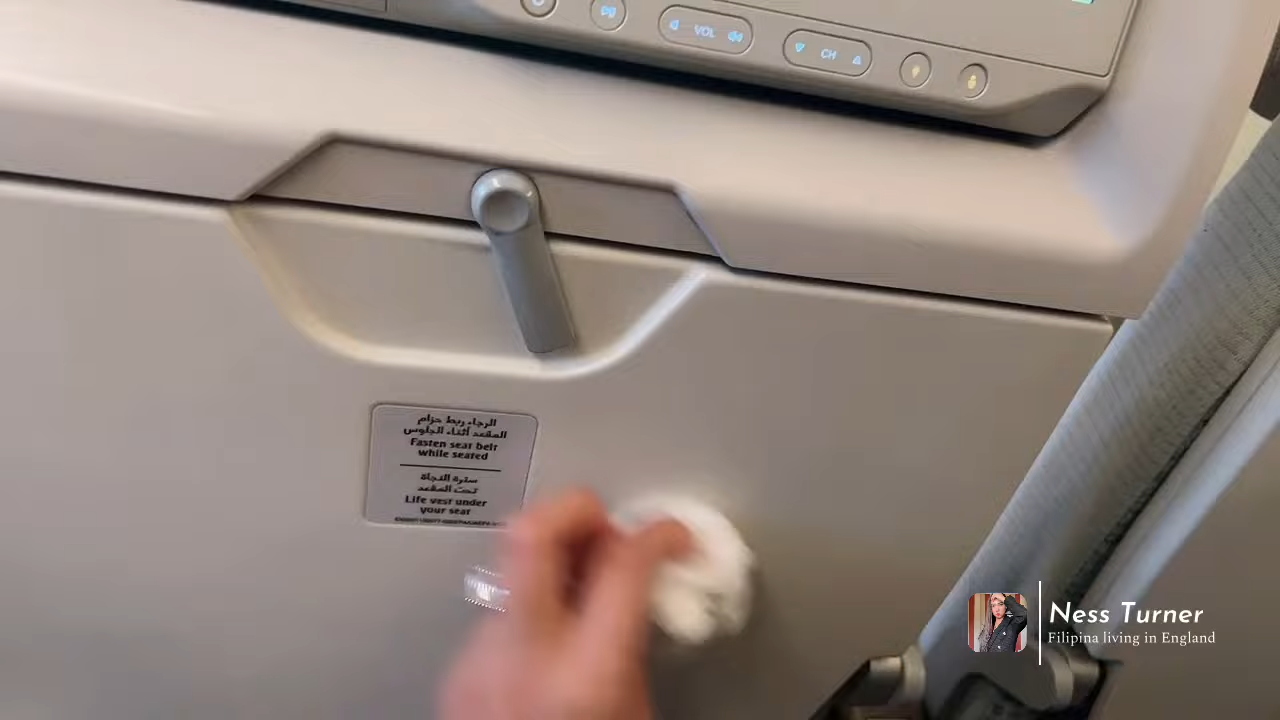 VOL
CH
الرجاء ربط حزام
المقعد أثناء الجلوس
Fasten seat belt
while seated
سترة النجاة
تحت المقعد
Life vest under
your seat
Ness Turner
Filipina living in England